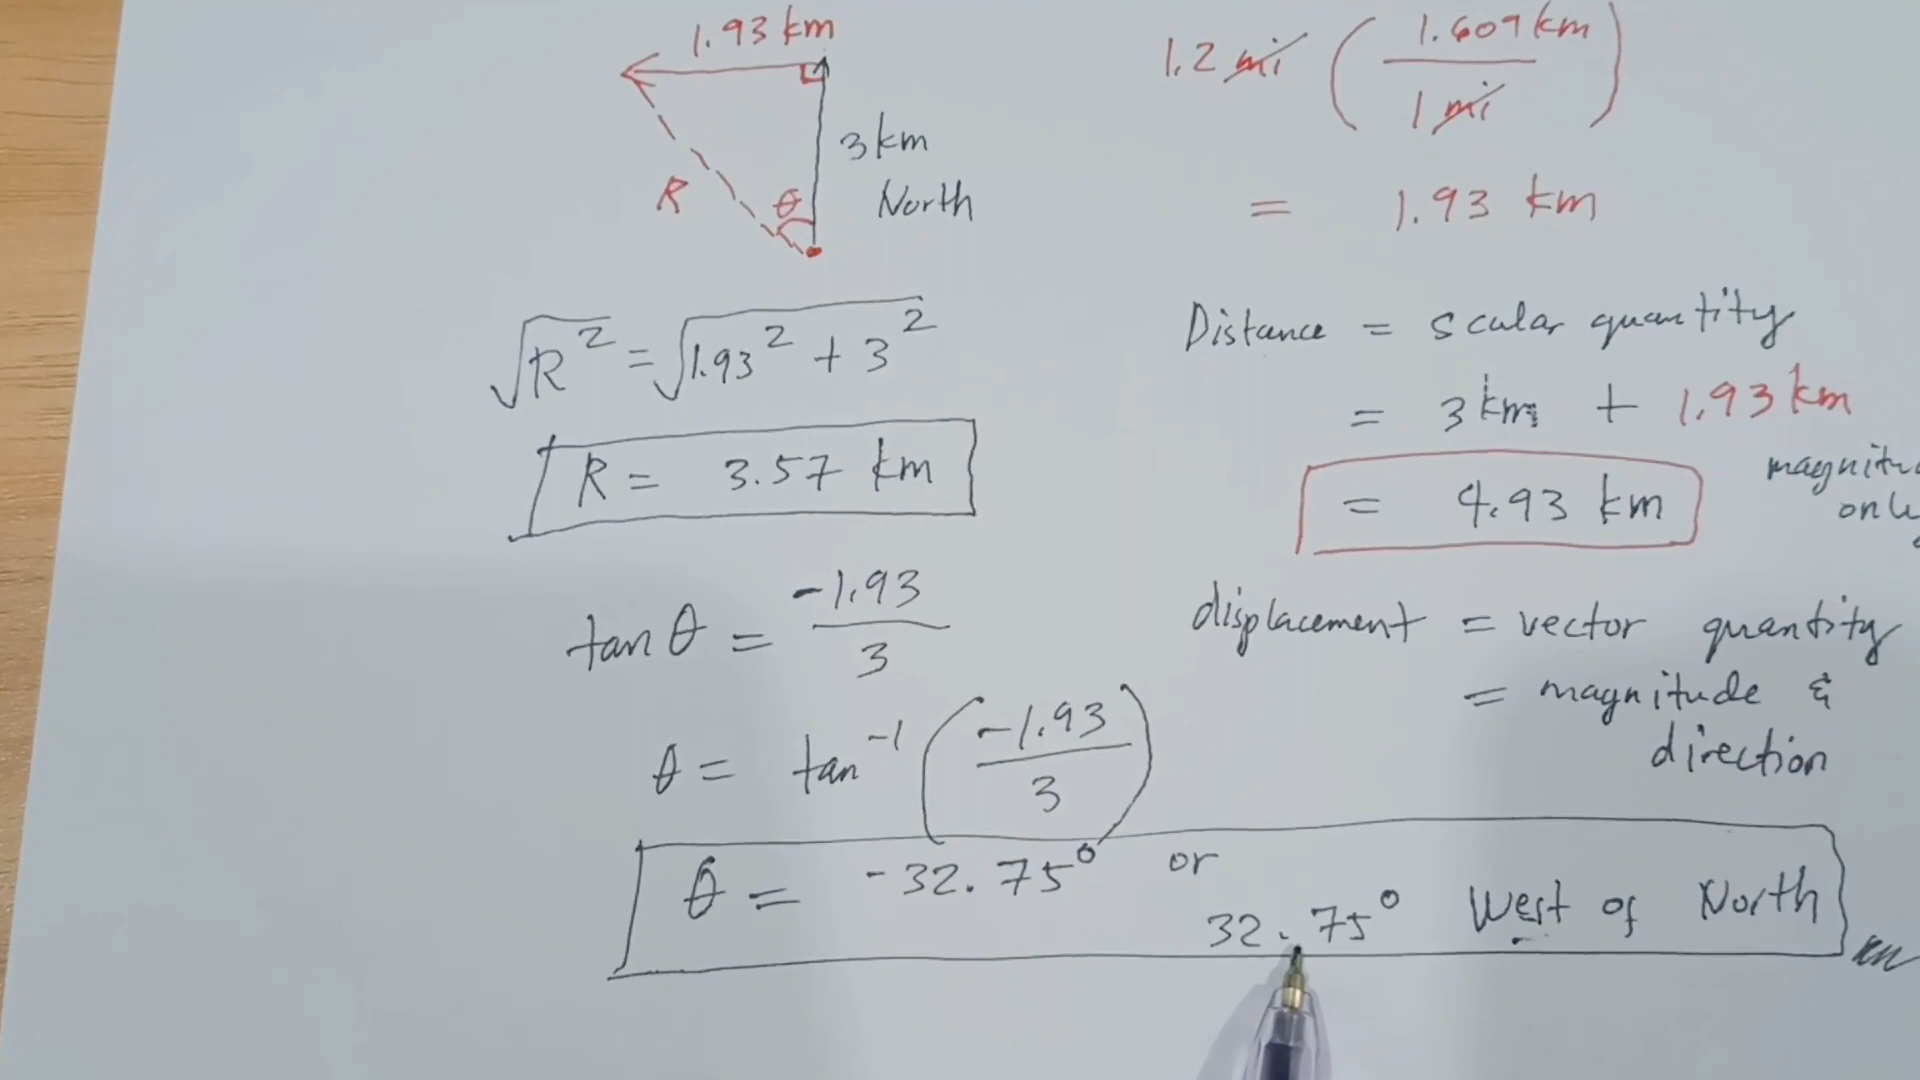 1.93 km
3 km
North
R
θ
√R² = √1.93² + 3²
R = 3.57 km
tan θ = -1.93/3
θ = tan⁻¹ (-1.93/3)
θ = -32.75° or
32.75° West of North
1.2 mi (1.609 km/1 mi)
= 1.93 km
Distance = scalar quantity
= 3 km + 1.93 km
= 4.93 km
only
displacement = vector quantity
= magnitude &
direction